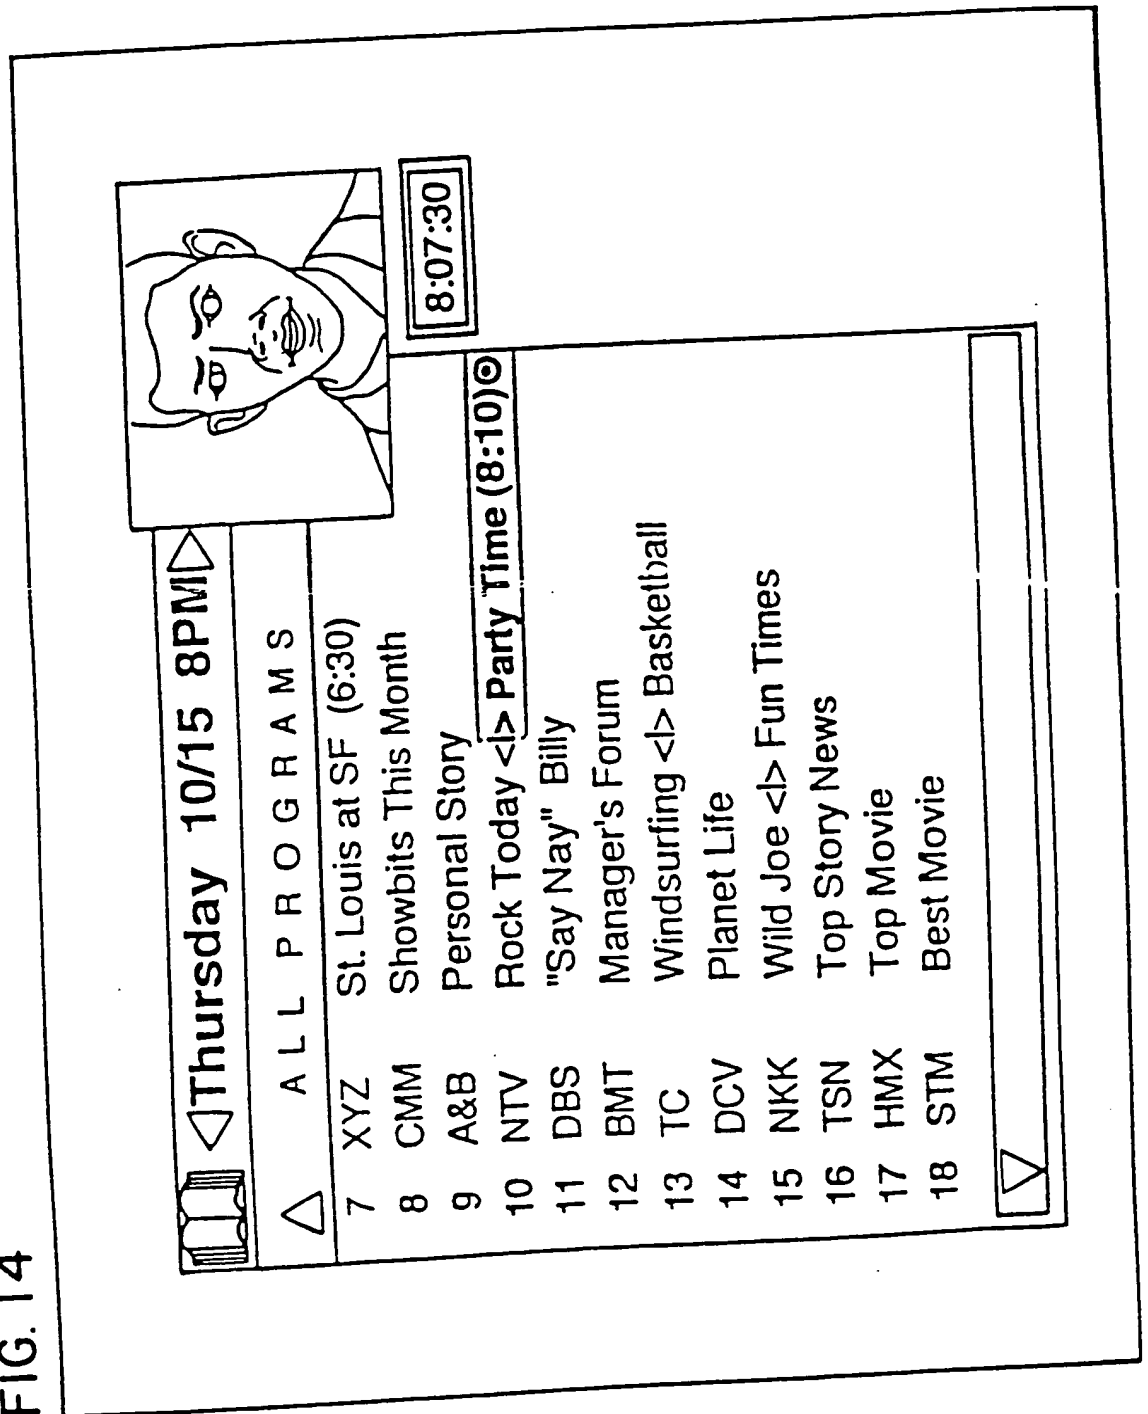 FIG. 14
Thursday 10/15 8PM
ALL PROGRAMS
8:07:30
7 XYZ St. Louis at SF (6:30)
8 CMM Showbits This Month
9 A&B Personal Story
10 NTV Rock Today <I> Party Time (8:10)
11 DBS "Say Nay" Billy
12 BMT Manager's Forum
13 TC Windsurfing <I> Basketball
14 DCV Planet Life
15 NKK Wild Joe <I> Fun Times
16 TSN Top Story News
17 HMX Top Movie
18 STM Best Movie